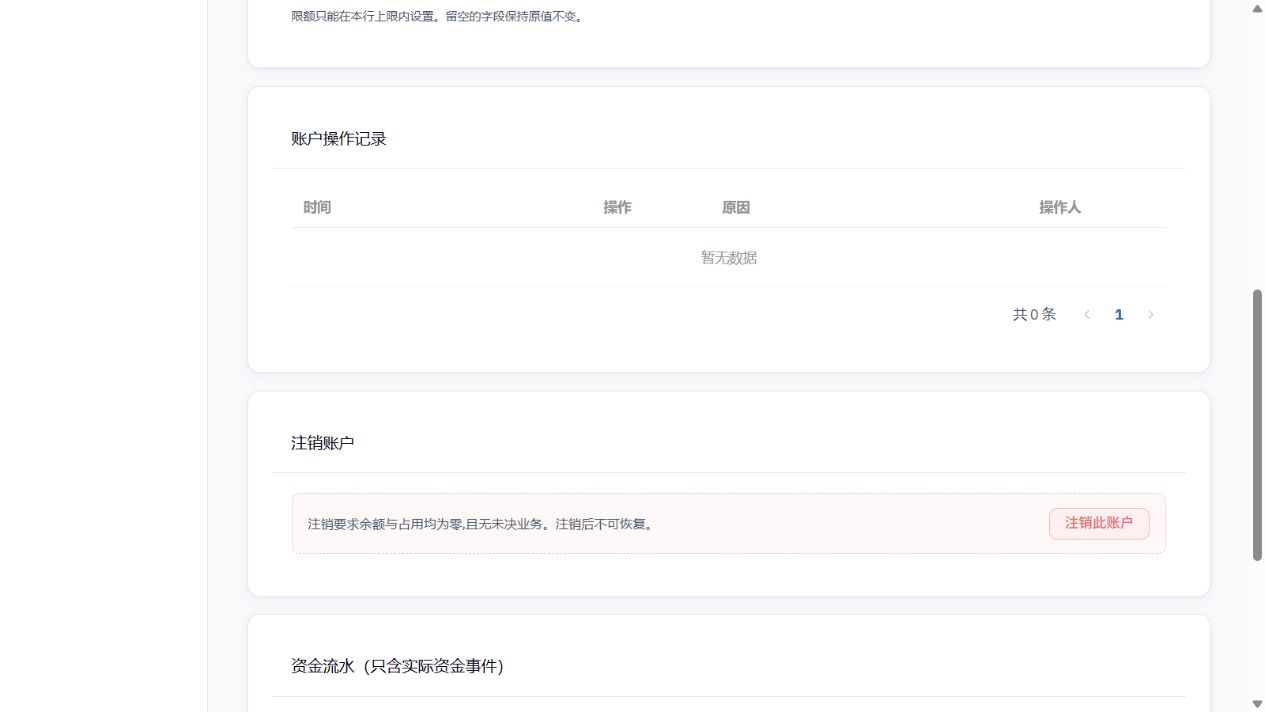 限额只能在本行上限内设置。留空的字段保持原值不变。
账户操作记录
时间 操作 原因 操作人
暂无数据
共 0 条 1
注销账户
注销要求余额与占用均为零,且无未决业务。注销后不可恢复。 注销此账户
资金流水（只含实际资金事件）